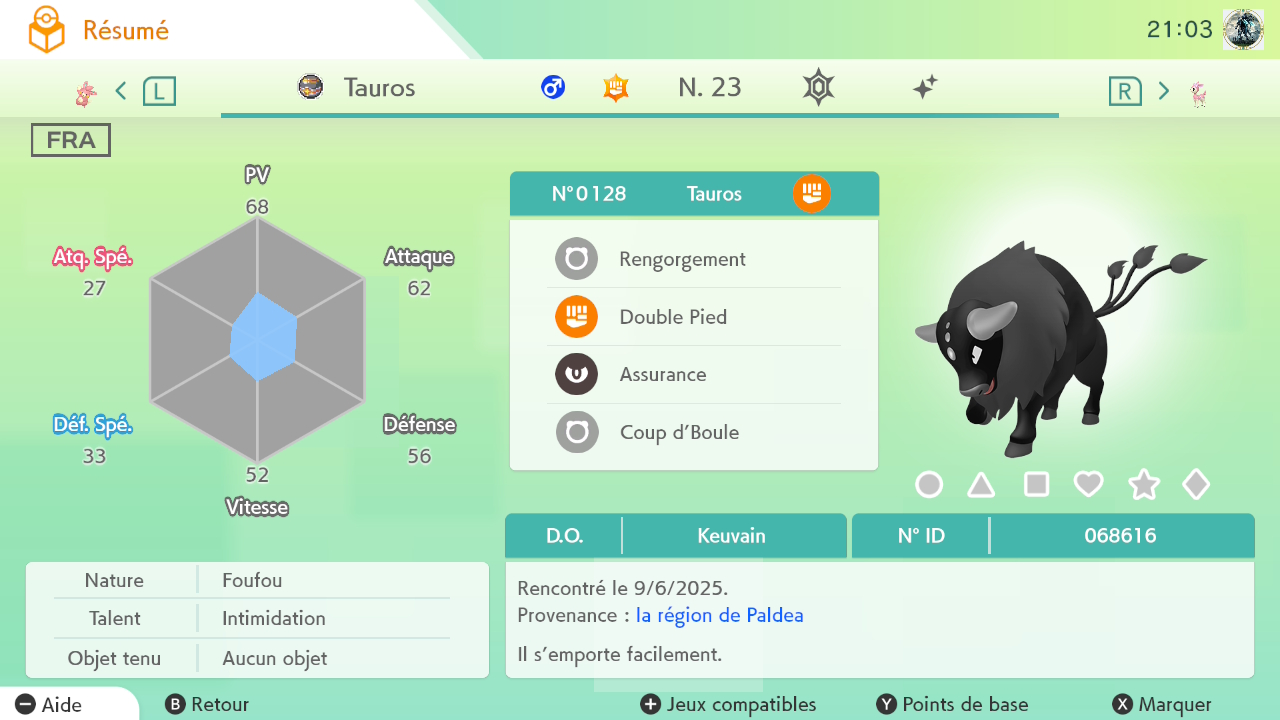 Résumé
21:03
L
Tauros
N. 23
R
FRA
PV
68
Atq. Spé.
27
Attaque
62
Déf. Spé.
33
Défense
56
52
Vitesse
N° 0128 Tauros
Rengorgement
Double Pied
Assurance
Coup d'Boule
D.O. Keuvain
N° ID 068616
Nature Foufou
Talent Intimidation
Objet tenu Aucun objet
Rencontré le 9/6/2025.
Provenance : la région de Paldea
Il s'emporte facilement.
Aide
B Retour
Jeux compatibles
Y Points de base
X Marquer